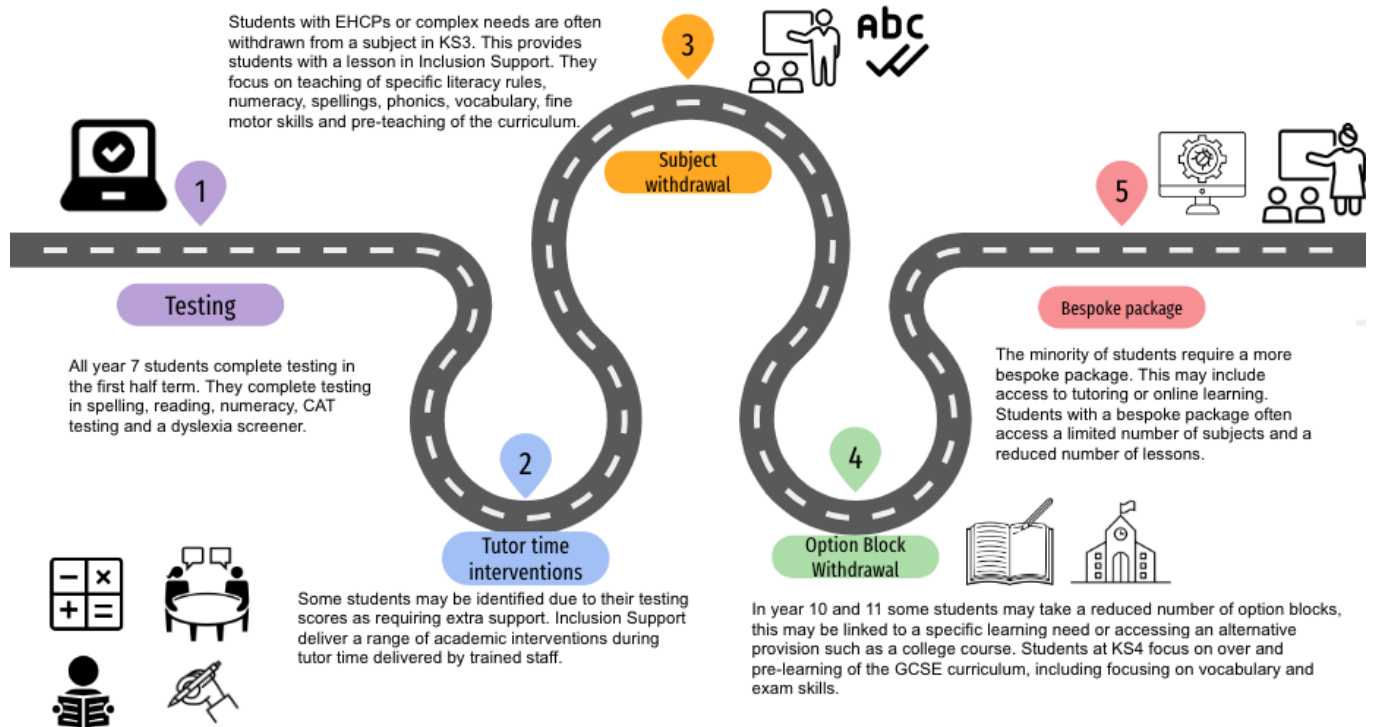 Students with EHCPs or complex needs are often
withdrawn from a subject in KS3. This provides
students with a lesson in Inclusion Support. They
focus on teaching of specific literacy rules,
numeracy, spellings, phonics, vocabulary, fine
motor skills and pre-teaching of the curriculum.
3
abc
1
Subject
withdrawal
5
Testing
Bespoke package
All year 7 students complete testing in
the first half term. They complete testing
in spelling, reading, numeracy, CAT
testing and a dyslexia screener.
The minority of students require a more
bespoke package. This may include
access to tutoring or online learning.
Students with a bespoke package often
access a limited number of subjects and a
reduced number of lessons.
2
4
Tutor time
interventions
Option Block
Withdrawal
− ×
+ =
Some students may be identified due to their testing
scores as requiring extra support. Inclusion Support
deliver a range of academic interventions during
tutor time delivered by trained staff.
In year 10 and 11 some students may take a reduced number of option blocks,
this may be linked to a specific learning need or accessing an alternative
provision such as a college course. Students at KS4 focus on over and
pre-learning of the GCSE curriculum, including focusing on vocabulary and
exam skills.